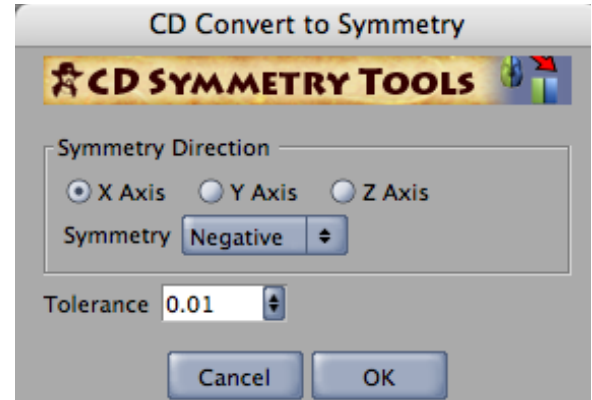 CD Convert to Symmetry
CD SYMMETRY TOOLS
Symmetry Direction
X Axis Y Axis Z Axis
Symmetry Negative
Tolerance 0.01
Cancel OK